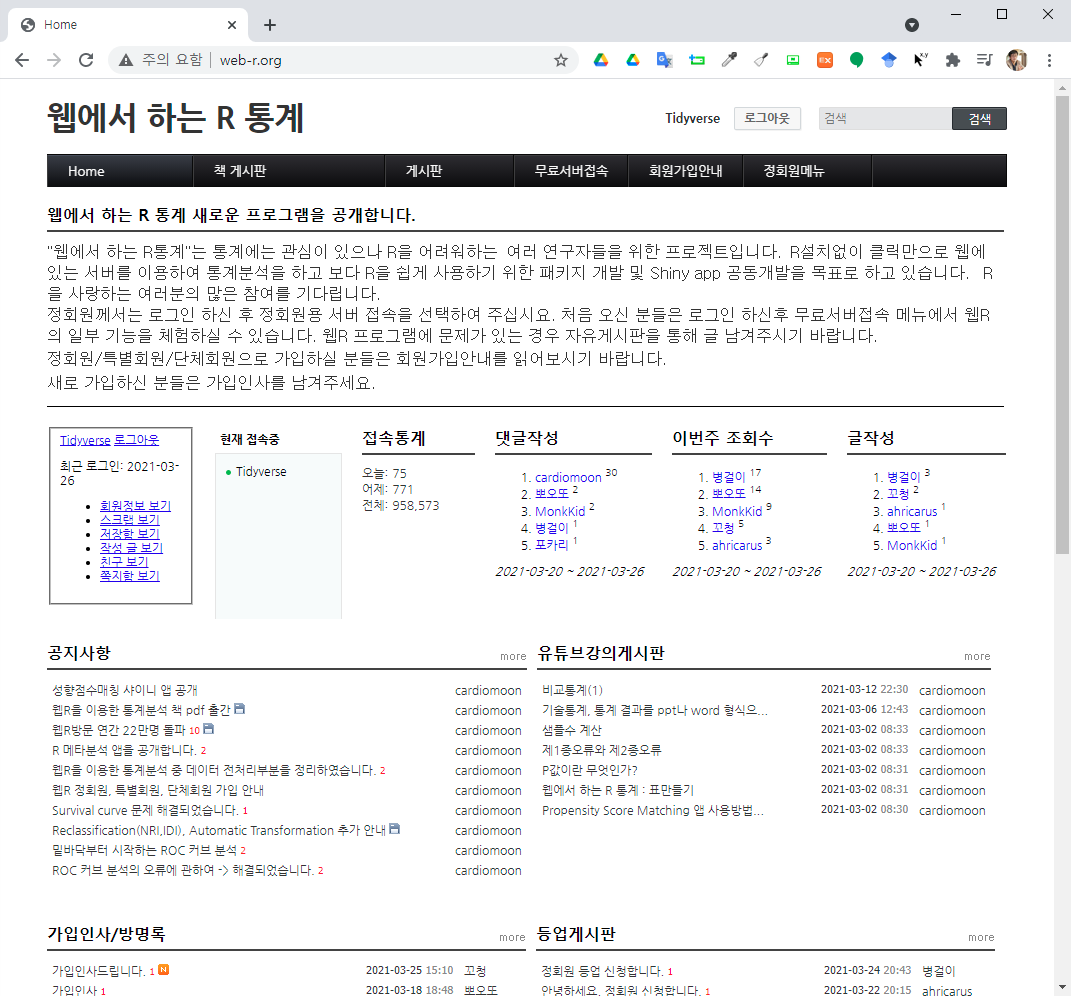 Home
주의 요함 web-r.org
웹에서 하는 R 통계
Tidyverse 로그아웃 검색 검색
Home 책 게시판 게시판 무료서버접속 회원가입안내 정회원메뉴
웹에서 하는 R 통계 새로운 프로그램을 공개합니다.
"웹에서 하는 R통계"는 통계에는 관심이 있으나 R을 어려워하는 여러 연구자들을 위한 프로젝트입니다. R설치없이 클릭만으로 웹에
있는 서버를 이용하여 통계분석을 하고 보다 R을 쉽게 사용하기 위한 패키지 개발 및 Shiny app 공동개발을 목표로 하고 있습니다. R
을 사랑하는 여러분의 많은 참여를 기다립니다.
정회원께서는 로그인 하신 후 정회원용 서버 접속을 선택하여 주십시요. 처음 오신 분들은 로그인 하신후 무료서버접속 메뉴에서 웹R
의 일부 기능을 체험하실 수 있습니다. 웹R 프로그램에 문제가 있는 경우 자유게시판을 통해 글 남겨주시기 바랍니다.
정회원/특별회원/단체회원으로 가입하실 분들은 회원가입안내를 읽어보시기 바랍니다.
새로 가입하신 분들은 가입인사를 남겨주세요.
Tidyverse 로그아웃
최근 로그인: 2021-03-
26
회원정보 보기
스크랩 보기
저장함 보기
작성 글 보기
친구 보기
쪽지함 보기
현재 접속중
Tidyverse
접속통계
오늘: 75
어제: 771
전체: 958,573
댓글작성
1. cardiomoon 30
2. 뽀오또 2
3. MonkKid 2
4. 병걸이 1
5. 포카리 1
2021-03-20 ~ 2021-03-26
이번주 조회수
1. 병걸이 17
2. 뽀오또 14
3. MonkKid 9
4. 꼬청 5
5. ahricarus 3
2021-03-20 ~ 2021-03-26
글작성
1. 병걸이 3
2. 꼬청 2
3. ahricarus 1
4. 뽀오또 1
5. MonkKid 1
2021-03-20 ~ 2021-03-26
공지사항 more
성향점수매칭 샤이니 앱 공개 cardiomoon
웹R을 이용한 통계분석 책 pdf 출간 cardiomoon
웹R방문 연간 22만명 돌파 10 cardiomoon
R 메타분석 앱을 공개합니다. 2 cardiomoon
웹R을 이용한 통계분석 중 데이터 전처리부분을 정리하였습니다. 2 cardiomoon
웹R 정회원, 특별회원, 단체회원 가입 안내 cardiomoon
Survival curve 문제 해결되었습니다. 1 cardiomoon
Reclassification(NRI,IDI), Automatic Transformation 추가 안내 cardiomoon
밑바닥부터 시작하는 ROC 커브 분석 2 cardiomoon
ROC 커브 분석의 오류에 관하여 -> 해결되었습니다. 2 cardiomoon
유튜브강의게시판 more
비교통계(1) 2021-03-12 22:30 cardiomoon
기술통계, 통계 결과를 ppt나 word 형식으... 2021-03-06 12:43 cardiomoon
샘플수 계산 2021-03-02 08:33 cardiomoon
제1종오류와 제2종오류 2021-03-02 08:33 cardiomoon
P값이란 무엇인가? 2021-03-02 08:31 cardiomoon
웹에서 하는 R 통계 : 표만들기 2021-03-02 08:31 cardiomoon
Propensity Score Matching 앱 사용방법... 2021-03-02 08:30 cardiomoon
가입인사/방명록 more
가입인사드립니다. 1 N 2021-03-25 15:10 꼬청
가입인사 1 2021-03-18 18:48 뽀오또
등업게시판 more
정회원 등업 신청합니다. 1 2021-03-24 20:43 병걸이
안녕하세요, 정회원 신청합니다. 1 2021-03-22 20:15 ahricarus